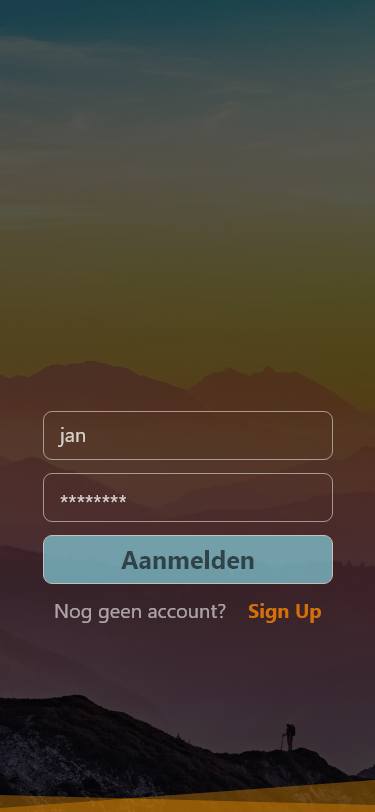 jan
********
Aanmelden
Nog geen account? Sign Up